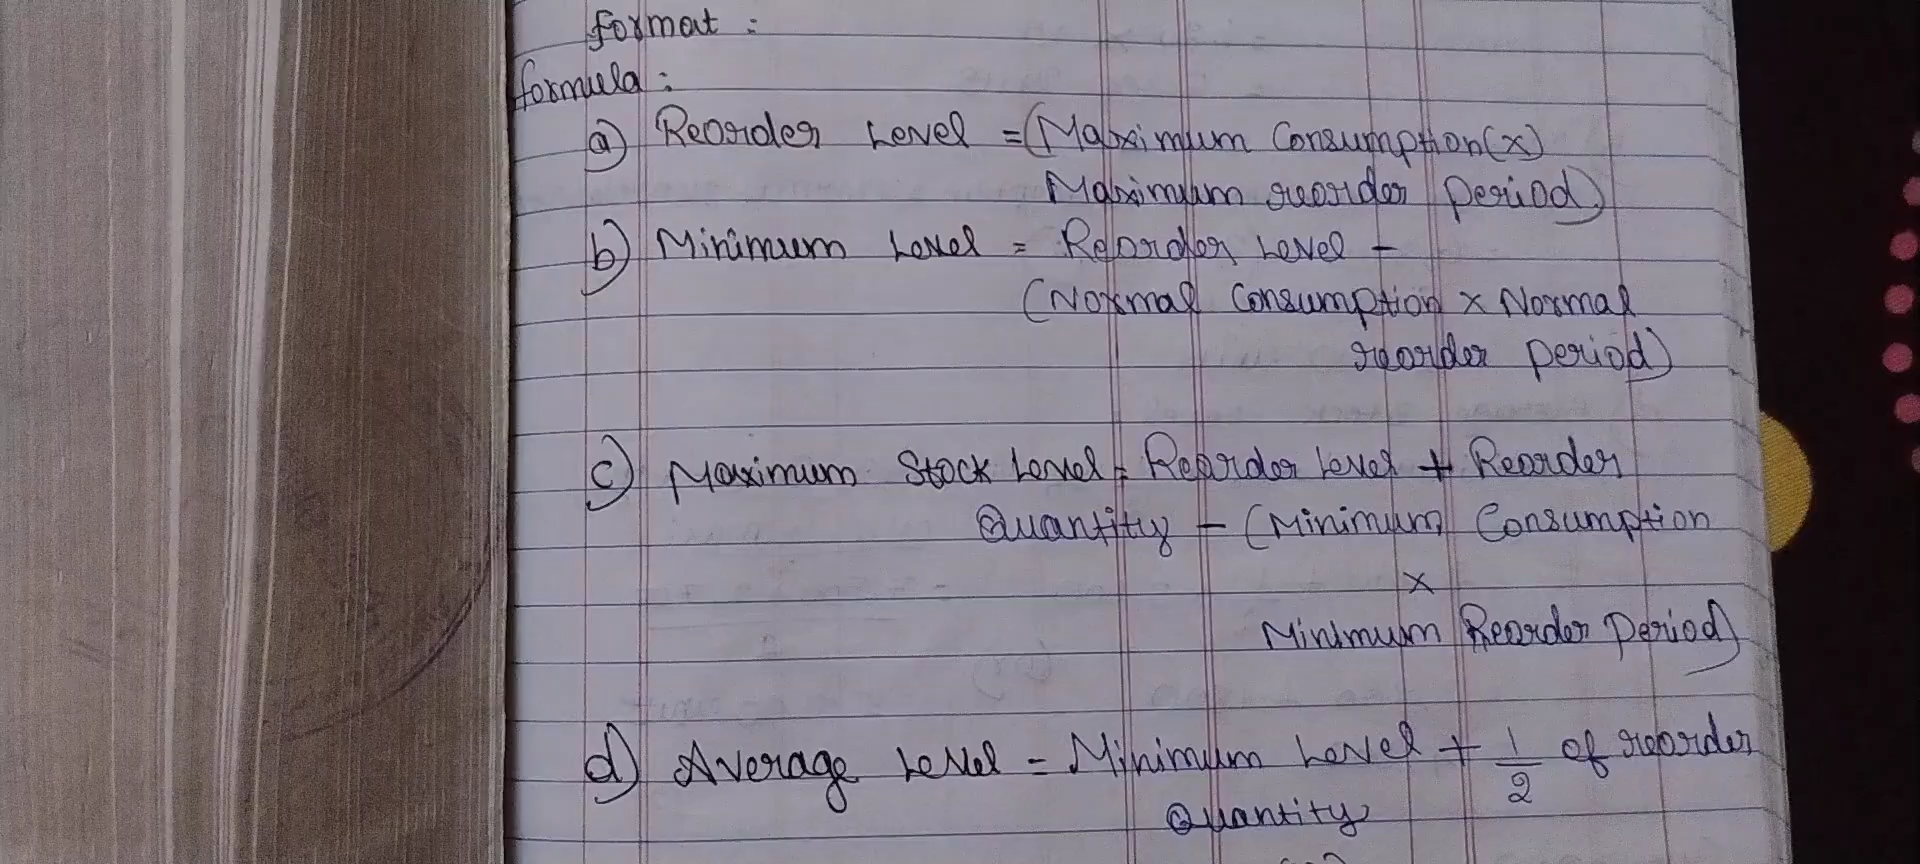 format :
formula :
a) Reorder Level = (Maximum Consumption (x)
Maximum reorder period)
b) Minimum Level = Reorder Level -
(Normal Consumption x Normal
reorder period)
c) Maximum Stock Level = Reorder Level + Reorder
Quantity - (Minimum Consumption
x
Minimum Reorder Period)
d) Average Level = Minimum Level + 1/2 of reorder
Quantity